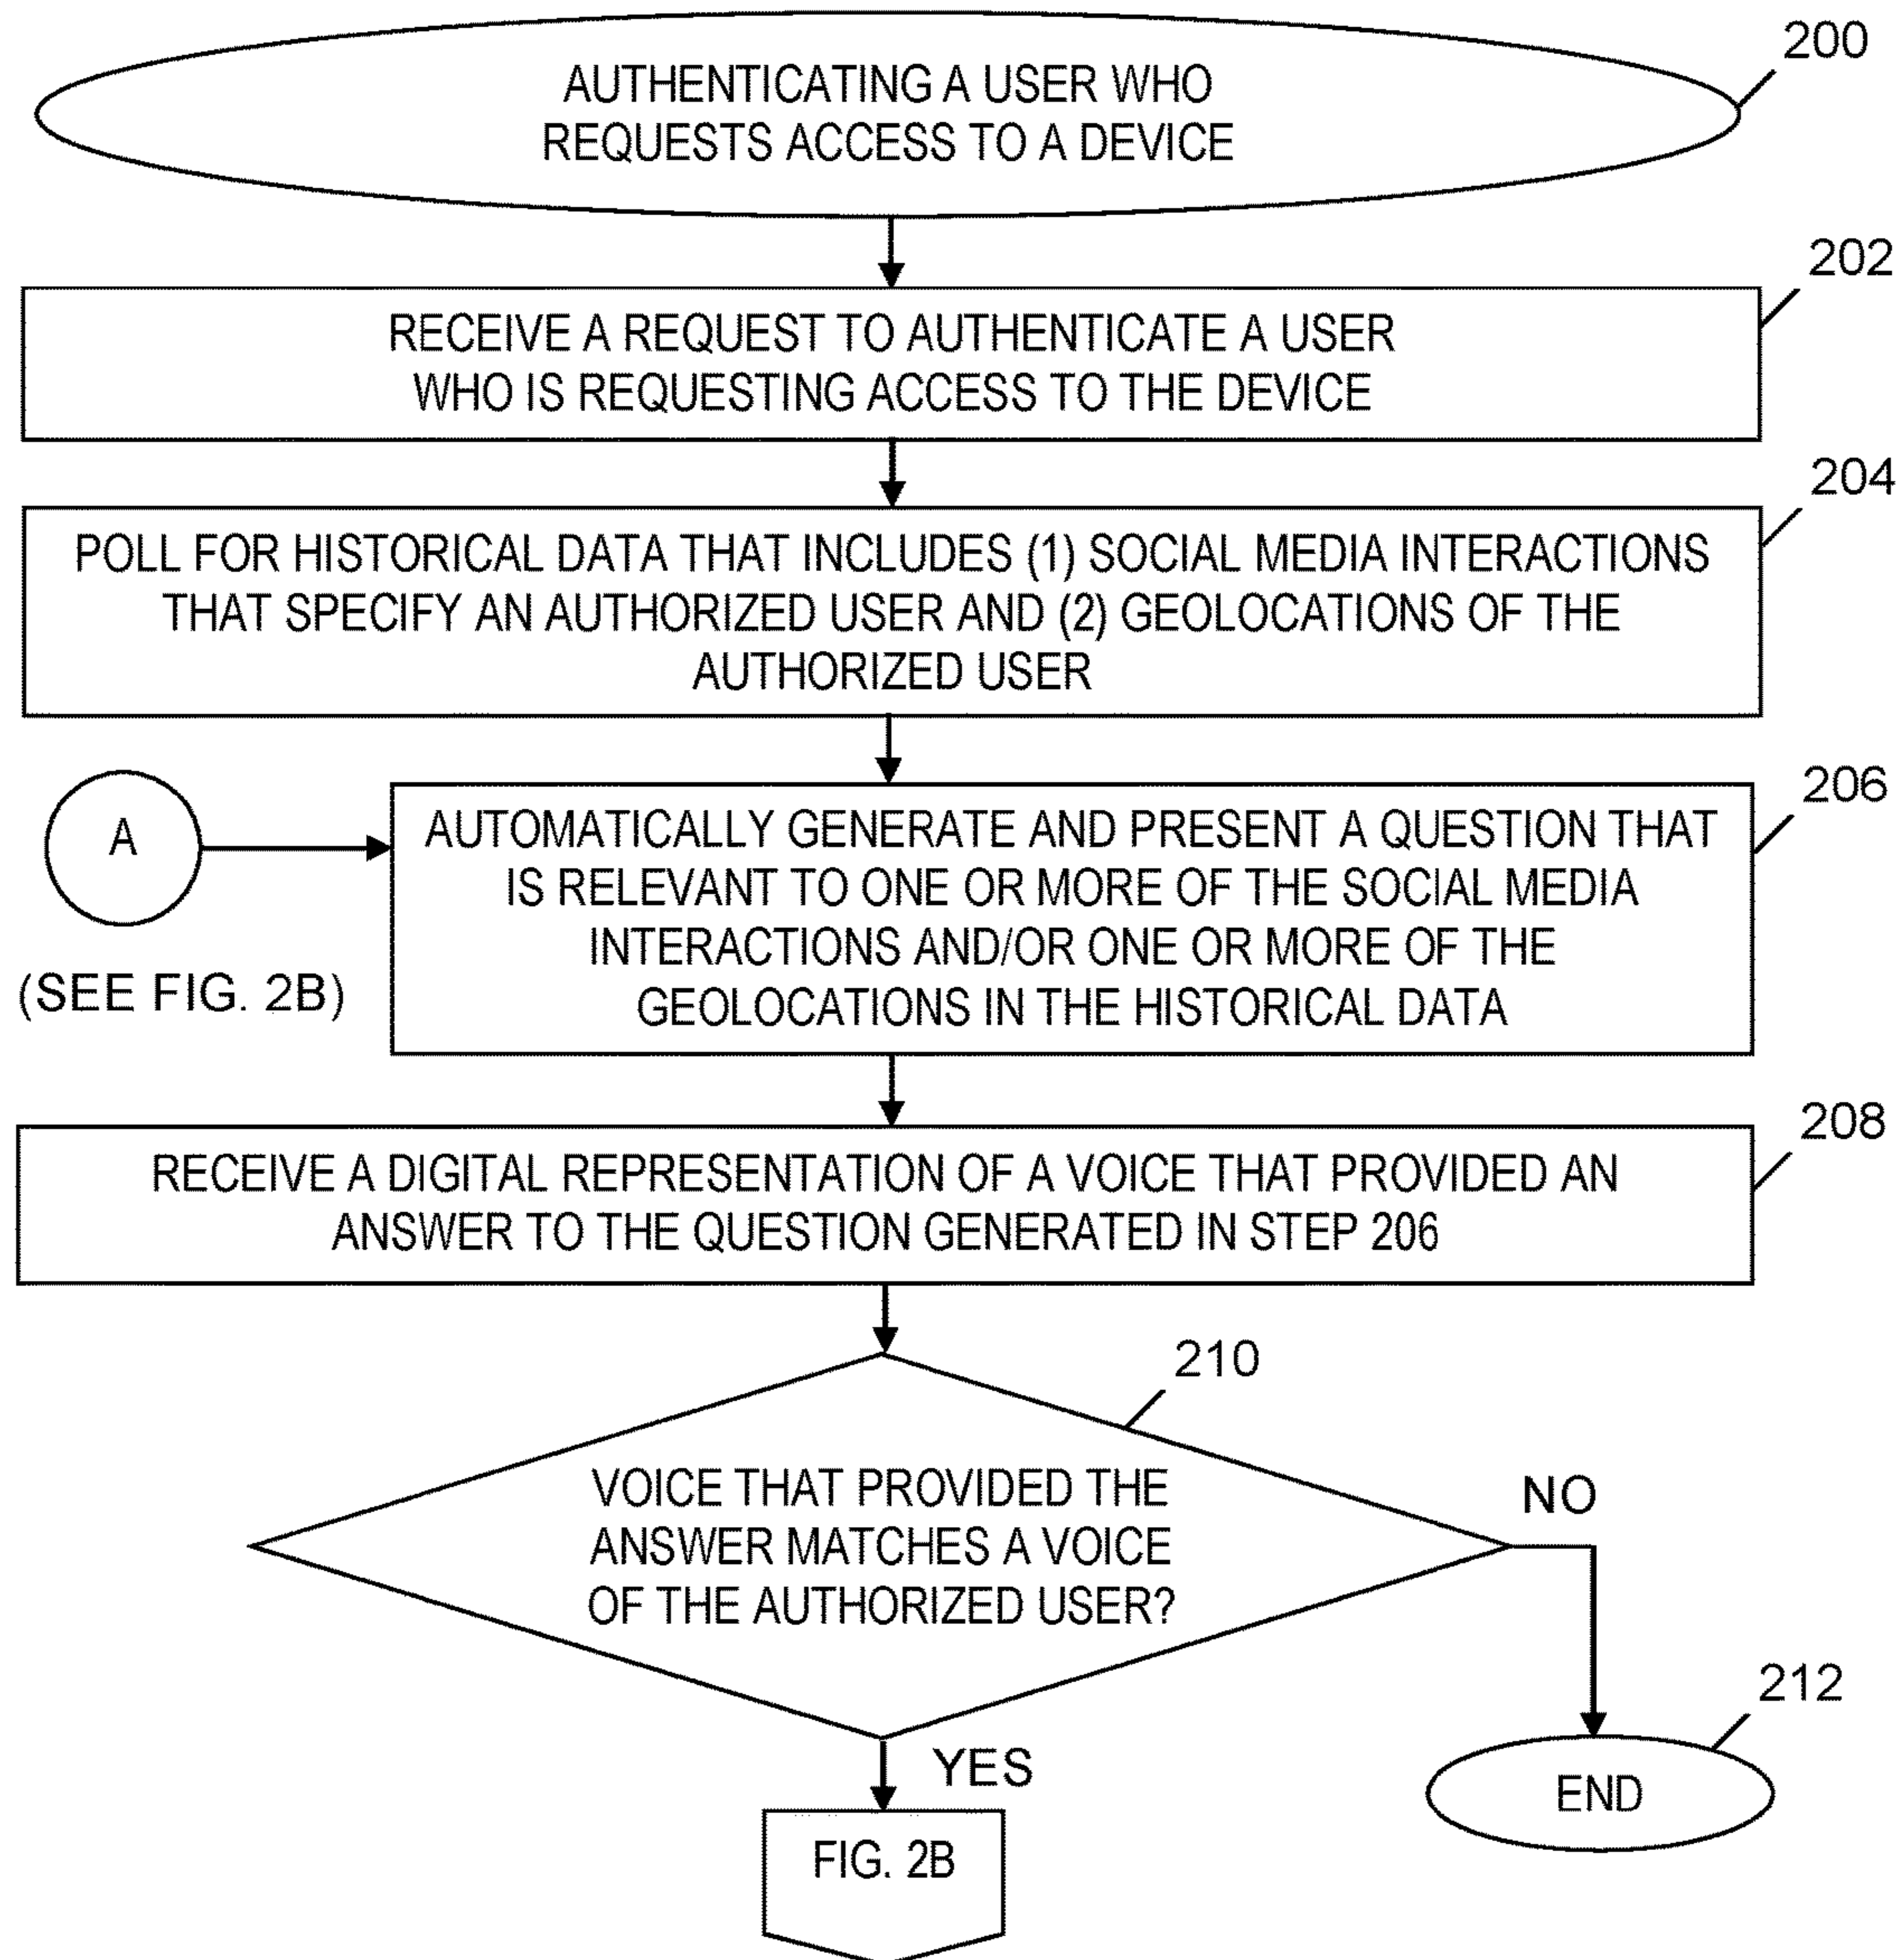 200
AUTHENTICATING A USER WHO
REQUESTS ACCESS TO A DEVICE
202
RECEIVE A REQUEST TO AUTHENTICATE A USER
WHO IS REQUESTING ACCESS TO THE DEVICE
204
POLL FOR HISTORICAL DATA THAT INCLUDES (1) SOCIAL MEDIA INTERACTIONS
THAT SPECIFY AN AUTHORIZED USER AND (2) GEOLOCATIONS OF THE
AUTHORIZED USER
206
A
(SEE FIG. 2B)
AUTOMATICALLY GENERATE AND PRESENT A QUESTION THAT
IS RELEVANT TO ONE OR MORE OF THE SOCIAL MEDIA
INTERACTIONS AND/OR ONE OR MORE OF THE
GEOLOCATIONS IN THE HISTORICAL DATA
208
RECEIVE A DIGITAL REPRESENTATION OF A VOICE THAT PROVIDED AN
ANSWER TO THE QUESTION GENERATED IN STEP 206
210
VOICE THAT PROVIDED THE
ANSWER MATCHES A VOICE
OF THE AUTHORIZED USER?
NO
212
END
YES
FIG. 2B